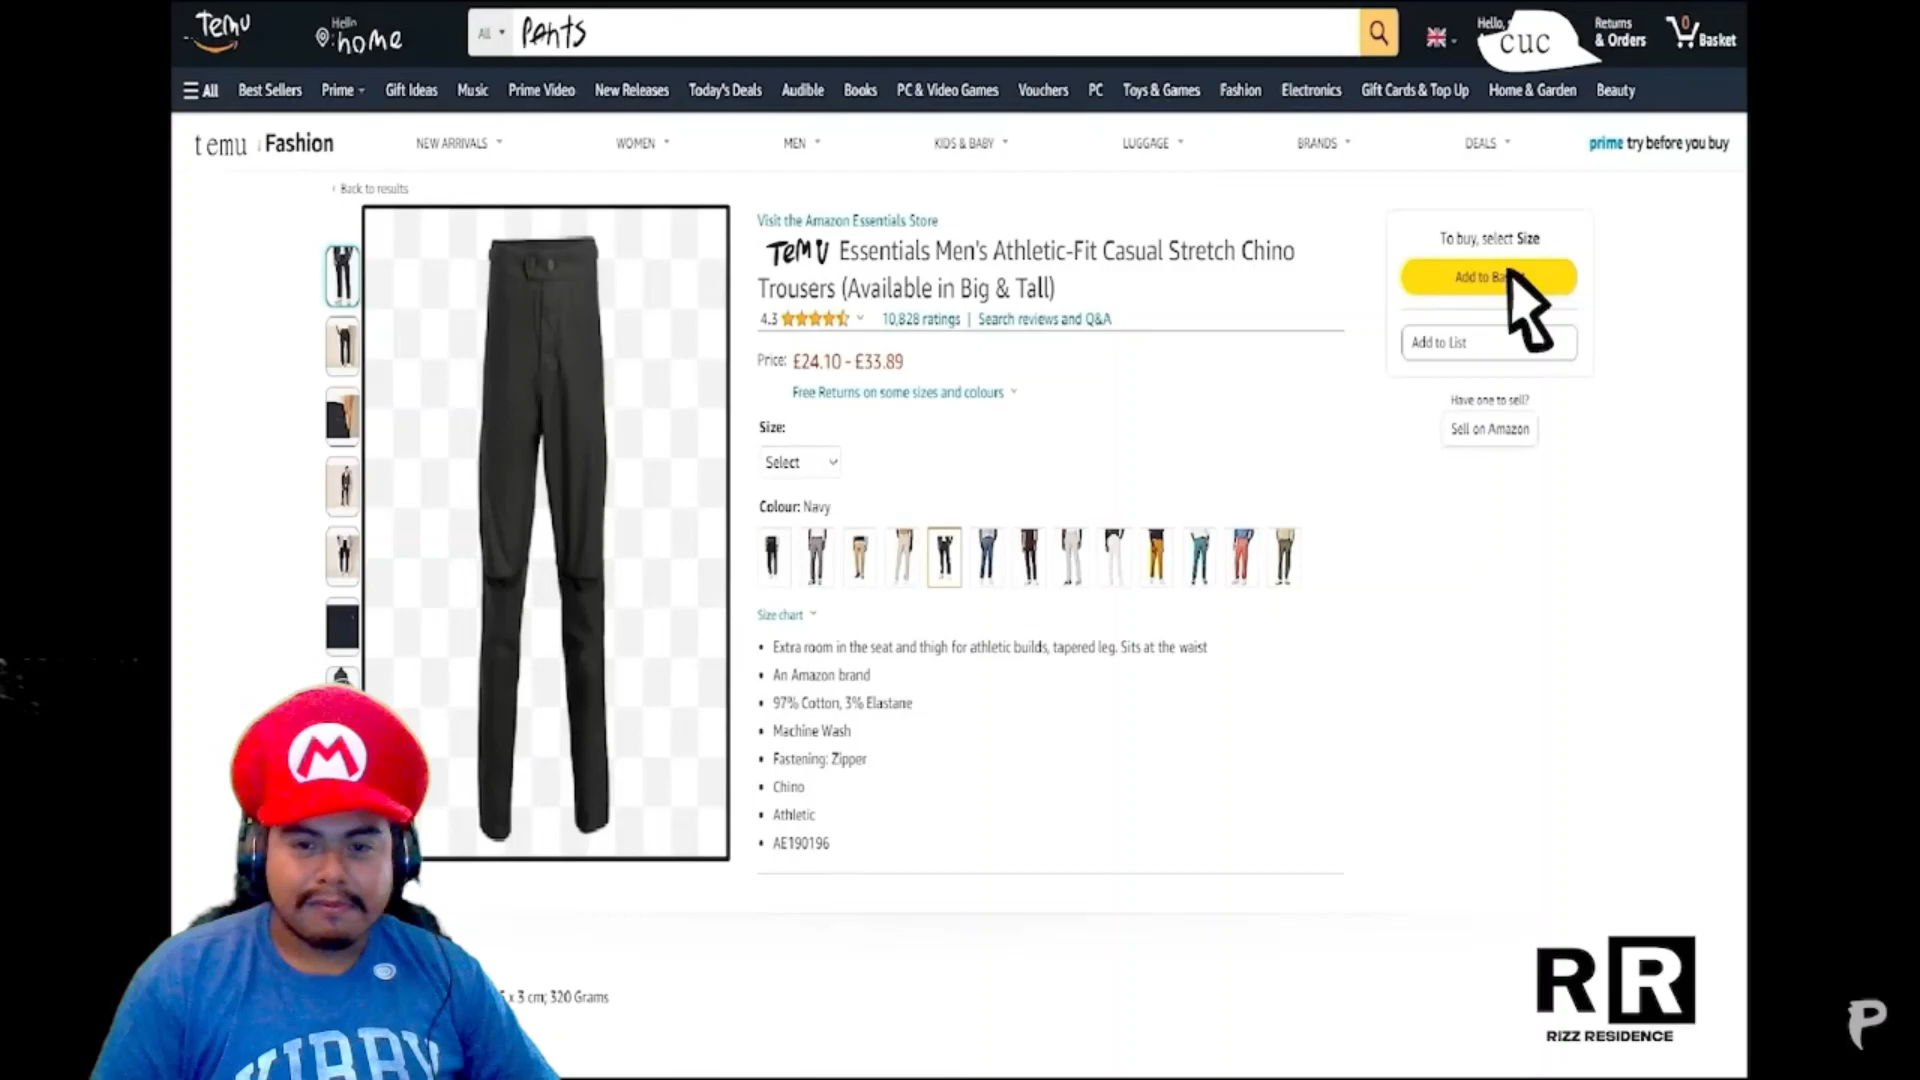 Temu
Hello
home
All
Pants
Hello,
cuc
Returns
& Orders
0
Basket
All Best Sellers Prime Gift Ideas Music Prime Video New Releases Today's Deals Audible Books PC & Video Games Vouchers PC Toys & Games Fashion Electronics Gift Cards & Top Up Home & Garden Beauty
temu Fashion NEW ARRIVALS WOMEN MEN KIDS & BABY LUGGAGE BRANDS DEALS prime try before you buy
‹ Back to results
Visit the Amazon Essentials Store
TEMU Essentials Men's Athletic-Fit Casual Stretch Chino
Trousers (Available in Big & Tall)
4.3 10,828 ratings | Search reviews and Q&A
Price: £24.10 - £33.89
Free Returns on some sizes and colours
Size:
Select
Colour: Navy
Size chart
• Extra room in the seat and thigh for athletic builds, tapered leg. Sits at the waist
• An Amazon brand
• 97% Cotton, 3% Elastane
• Machine Wash
• Fastening: Zipper
• Chino
• Athletic
• AE190196
To buy, select Size
Add to
Add to List
Have one to sell?
Sell on Amazon
x 3 cm; 320 Grams
M
KIRBY
RR
RIZZ RESIDENCE
P